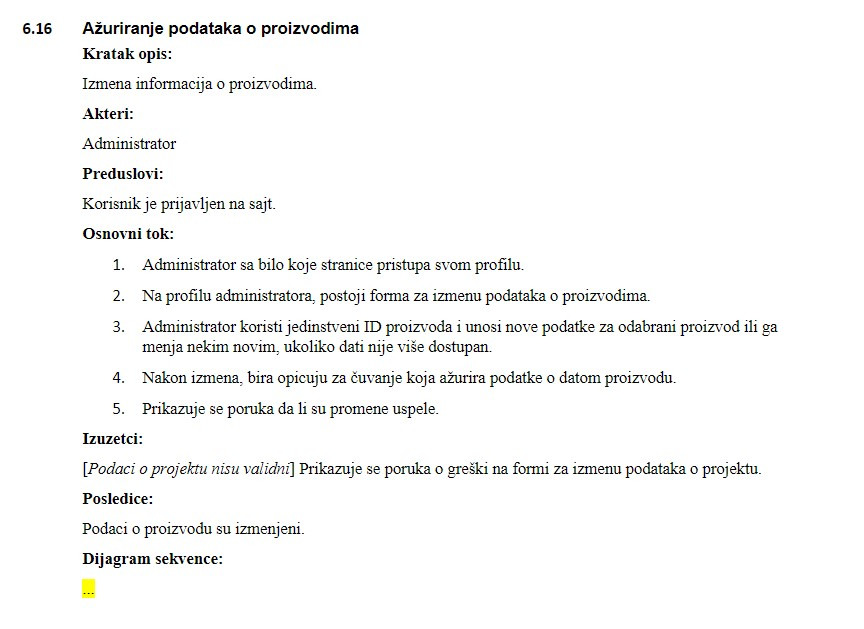 6.16 Ažuriranje podataka o proizvodima
Kratak opis:
Izmena informacija o proizvodima.
Akteri:
Administrator
Preduslovi:
Korisnik je prijavljen na sajt.
Osnovni tok:
1. Administrator sa bilo koje stranice pristupa svom profilu.
2. Na profilu administratora, postoji forma za izmenu podataka o proizvodima.
3. Administrator koristi jedinstveni ID proizvoda i unosi nove podatke za odabrani proizvod ili ga
menja nekim novim, ukoliko dati nije više dostupan.
4. Nakon izmena, bira opicuju za čuvanje koja ažurira podatke o datom proizvodu.
5. Prikazuje se poruka da li su promene uspele.
Izuzetci:
[Podaci o projektu nisu validni] Prikazuje se poruka o greški na formi za izmenu podataka o projektu.
Posledice:
Podaci o proizvodu su izmenjeni.
Dijagram sekvence:
...